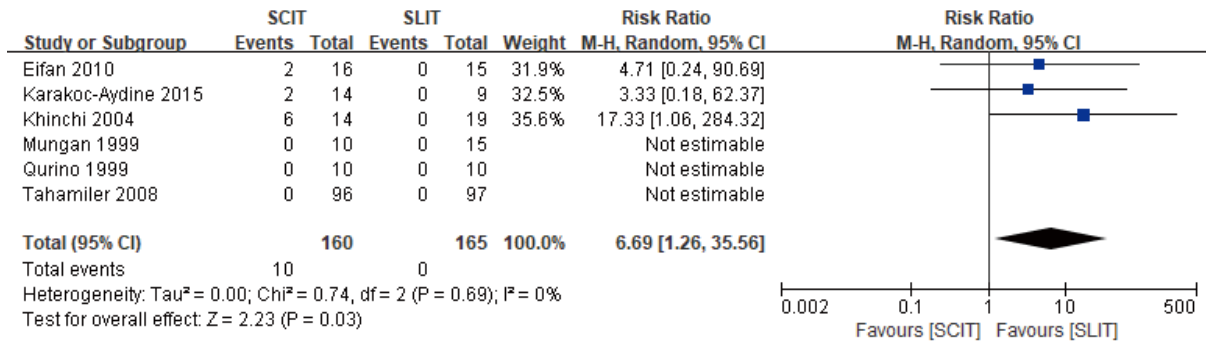 SCIT SLIT Risk Ratio Risk Ratio
Study or Subgroup Events Total Events Total Weight M-H, Random, 95% CI M-H, Random, 95% CI
Eifan 2010 2 16 0 15 31.9% 4.71 [0.24, 90.69]
Karakoc-Aydine 2015 2 14 0 9 32.5% 3.33 [0.18, 62.37]
Khinchi 2004 6 14 0 19 35.6% 17.33 [1.06, 284.32]
Mungan 1999 0 10 0 15 Not estimable
Qurino 1999 0 10 0 10 Not estimable
Tahamiler 2008 0 96 0 97 Not estimable
Total (95% CI) 160 165 100.0% 6.69 [1.26, 35.56]
Total events 10 0
Heterogeneity: Tau² = 0.00; Chi² = 0.74, df = 2 (P = 0.69); I² = 0%
Test for overall effect: Z = 2.23 (P = 0.03)
0.002 0.1 1 10 500
Favours [SCIT] Favours [SLIT]